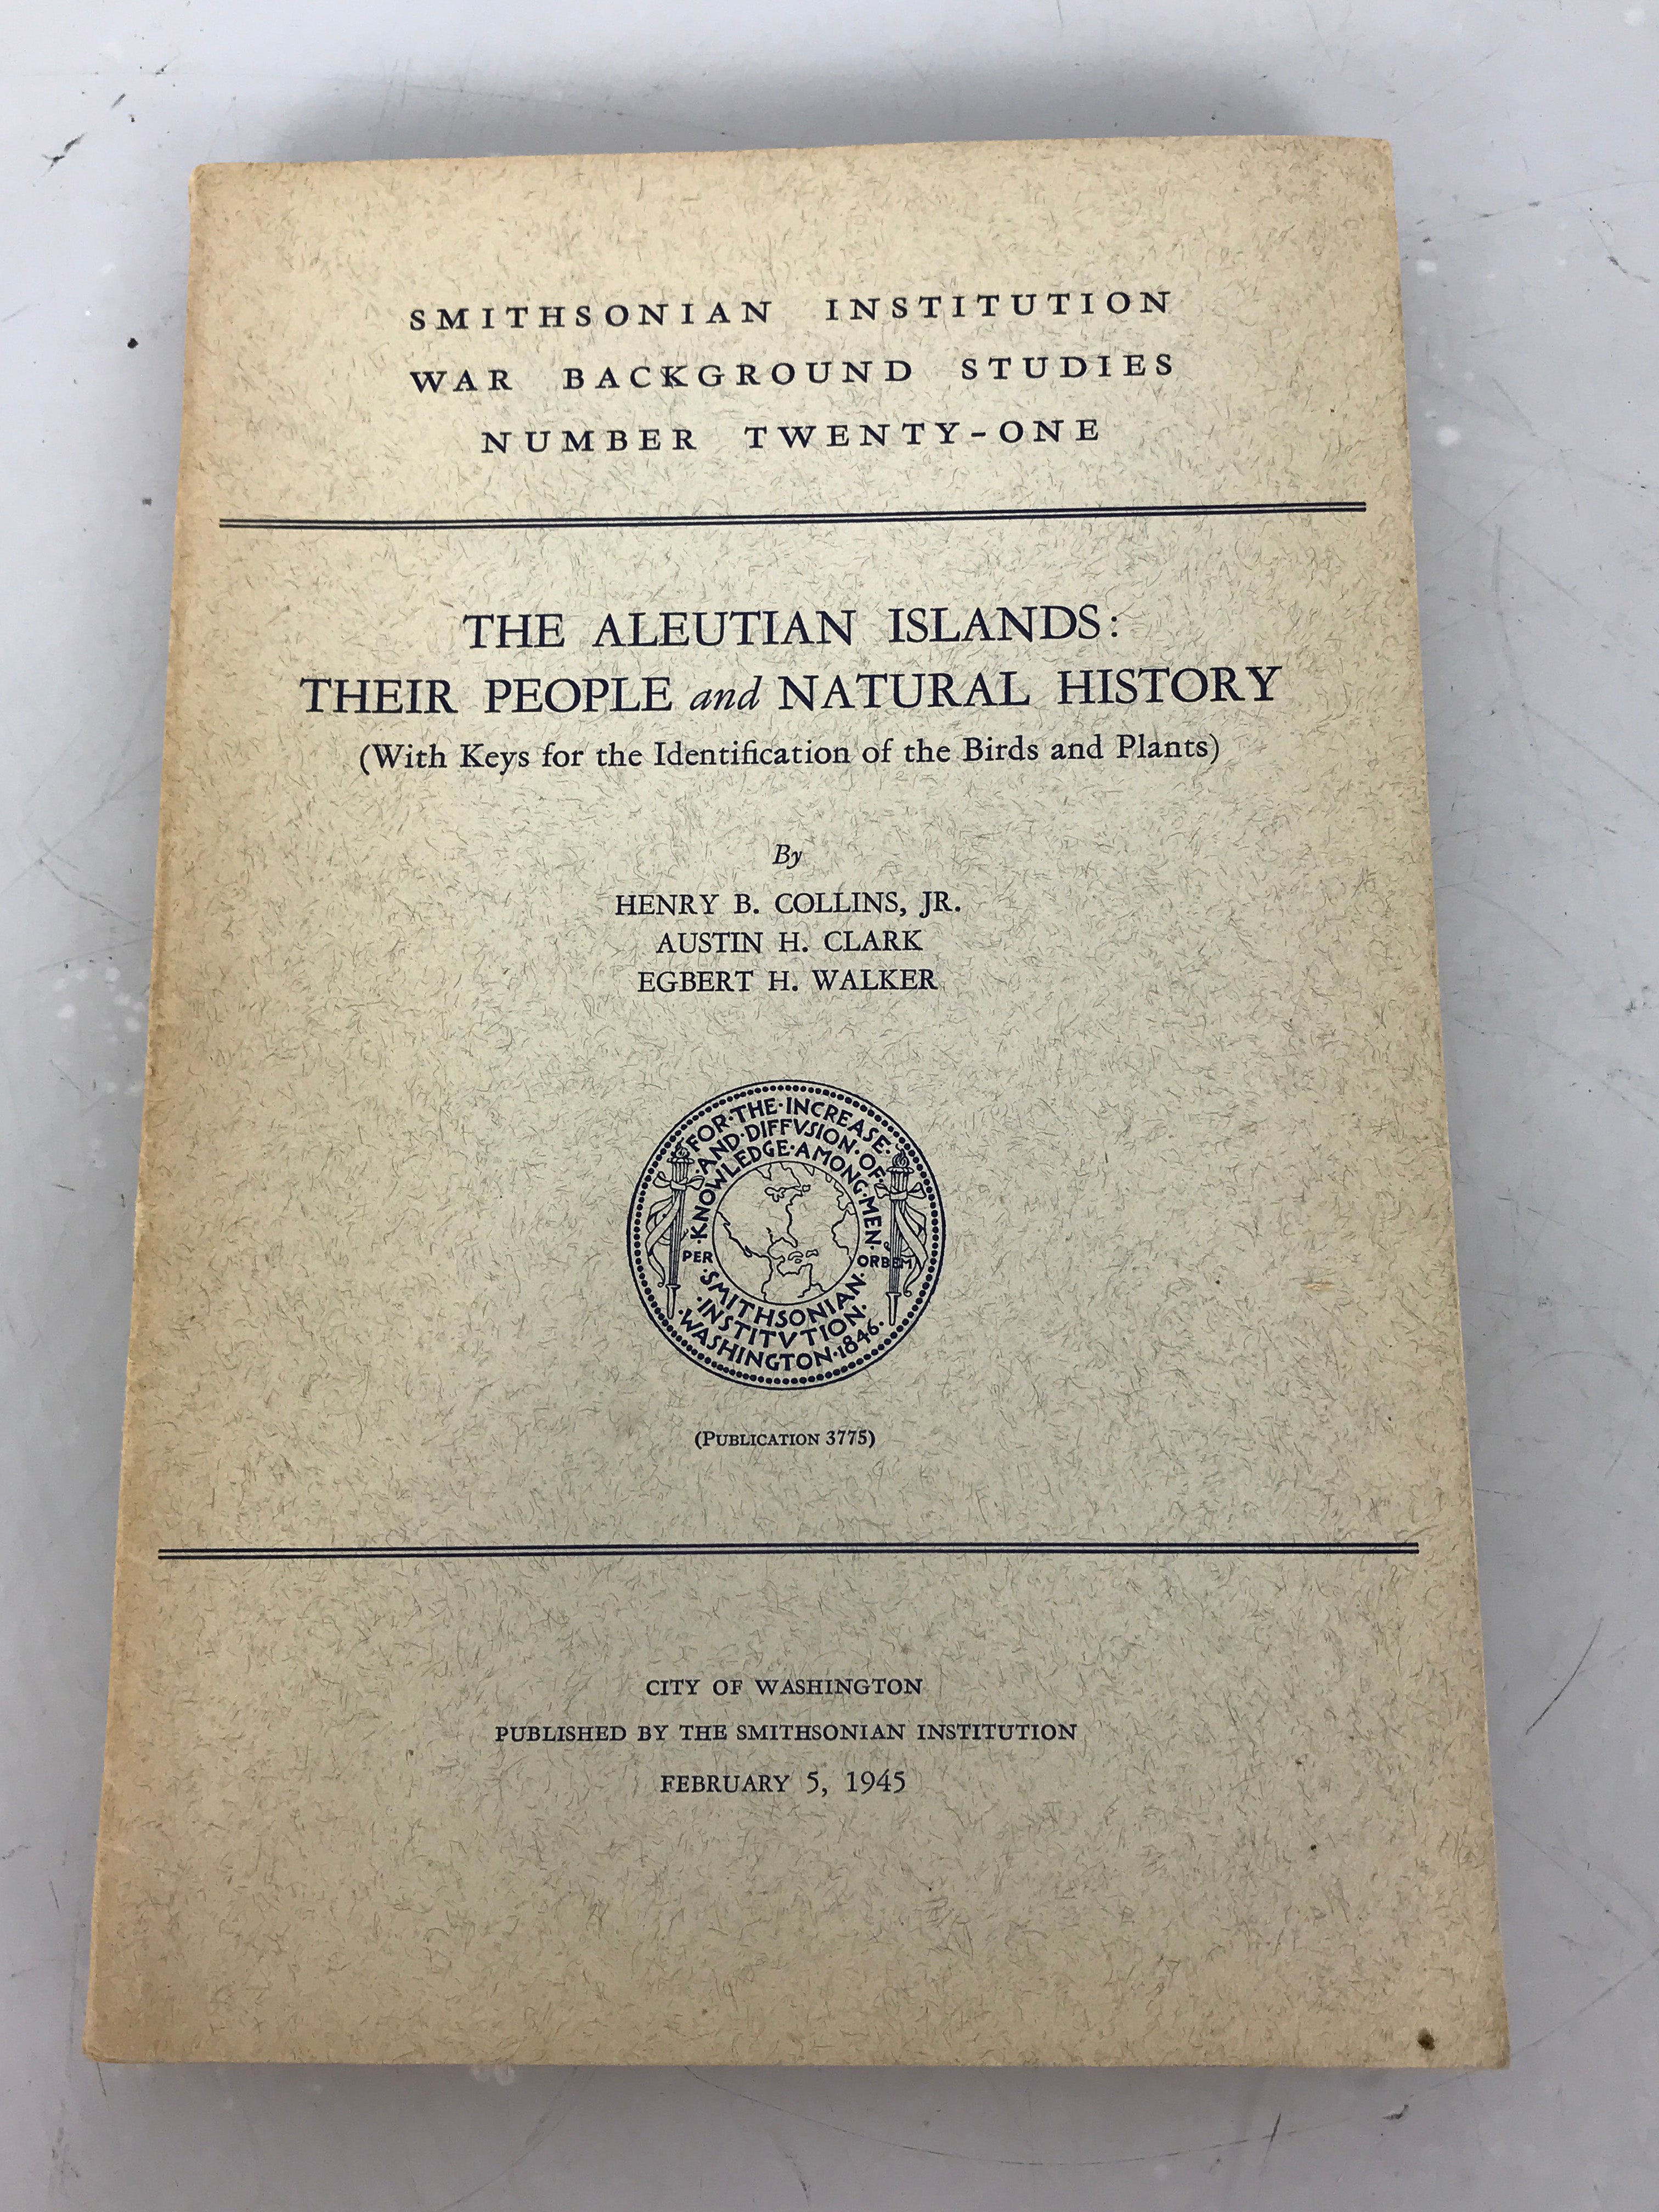 SMITHSONIAN INSTITUTION
WAR BACKGROUND STUDIES
NUMBER TWENTY-ONE
THE ALEUTIAN ISLANDS:
THEIR PEOPLE and NATURAL HISTORY
(With Keys for the Identification of the Birds and Plants)
By
HENRY B. COLLINS, JR.
AUSTIN H. CLARK
EGBERT H. WALKER
·FOR·THE·INCREASE·
·AND·DIFFVSION·OF·
·KNOWLEDGE·AMONG·MEN·
PER ORBEM
·SMITHSONIAN·
·INSTITVTION·
·WASHINGTON·1846·
(PUBLICATION 3775)
CITY OF WASHINGTON
PUBLISHED BY THE SMITHSONIAN INSTITUTION
FEBRUARY 5, 1945